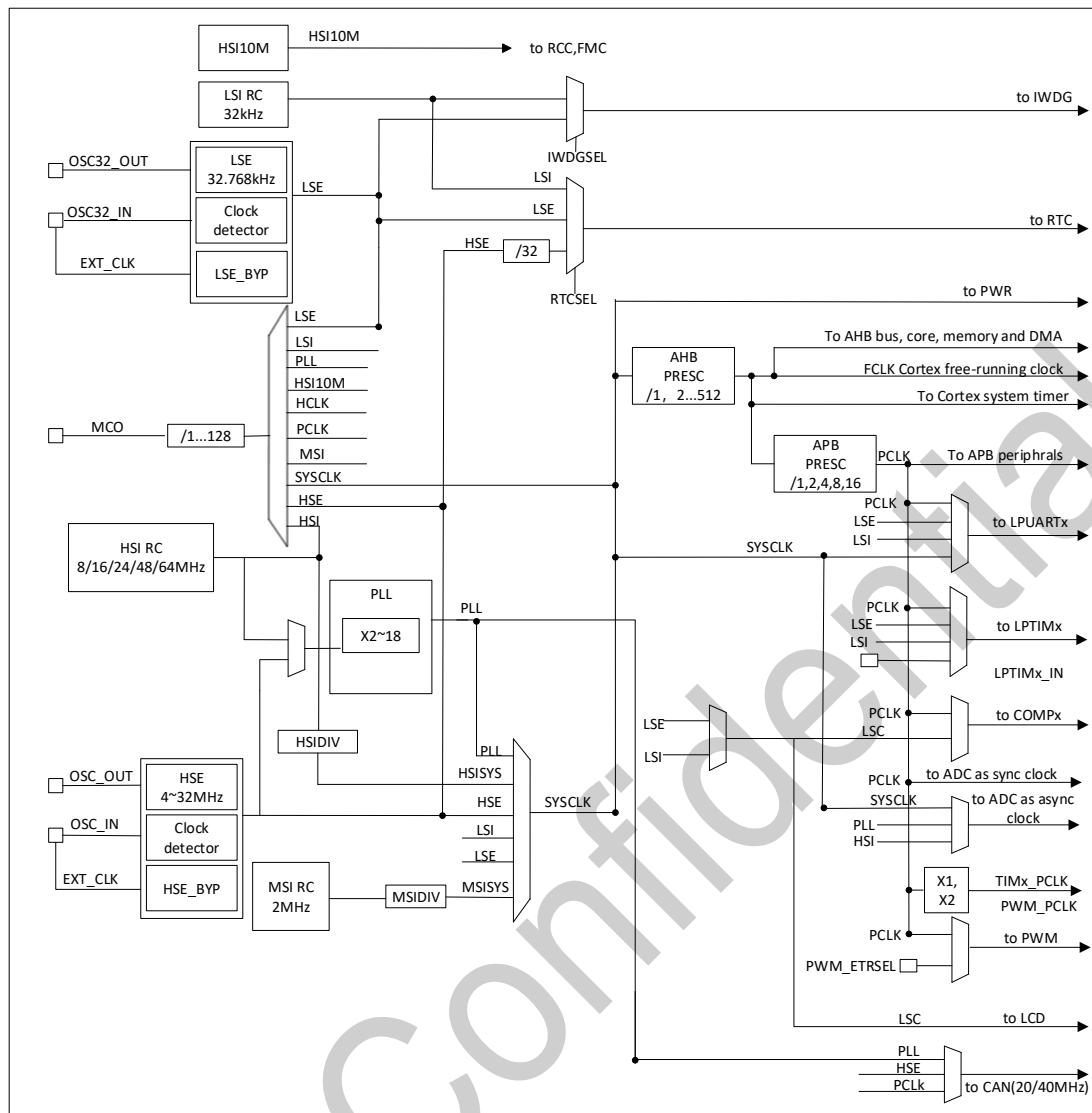 HSI10M
HSI10M
to RCC,FMC
LSI RC
32kHz
to IWDG
IWDGSEL
OSC32_OUT
LSE
32.768kHz
LSE
LSI
OSC32_IN
Clock
detector
LSE
to RTC
HSE
/32
EXT_CLK
LSE_BYP
RTCSEL
to PWR
LSE
LSI
PLL
HSI10M
HCLK
PCLK
MSI
SYSCLK
HSE
HSI
MCO
/1...128
AHB
PRESC
/1, 2...512
To AHB bus, core, memory and DMA
FCLK Cortex free-running clock
To Cortex system timer
APB
PRESC
/1,2,4,8,16
PCLK
To APB periphrals
PCLK
LSE
LSI
SYSCLK
to LPUARTx
HSI RC
8/16/24/48/64MHz
PLL
X2~18
PLL
PCLK
LSE
LSI
to LPTIMx
LPTIMx_IN
HSIDIV
LSE
LSI
PCLK
LSC
to COMPx
PLL
HSISYS
HSE
LSI
LSE
MSISYS
SYSCLK
OSC_OUT
HSE
4~32MHz
OSC_IN
Clock
detector
EXT_CLK
HSE_BYP
MSI RC
2MHz
MSIDIV
PCLK
to ADC as sync clock
SYSCLK
PLL
HSI
to ADC as async
clock
X1,
X2
TIMx_PCLK
PWM_PCLK
PCLK
to PWM
PWM_ETRSEL
LSC
to LCD
PLL
HSE
PCLk
to CAN(20/40MHz)
Confidential